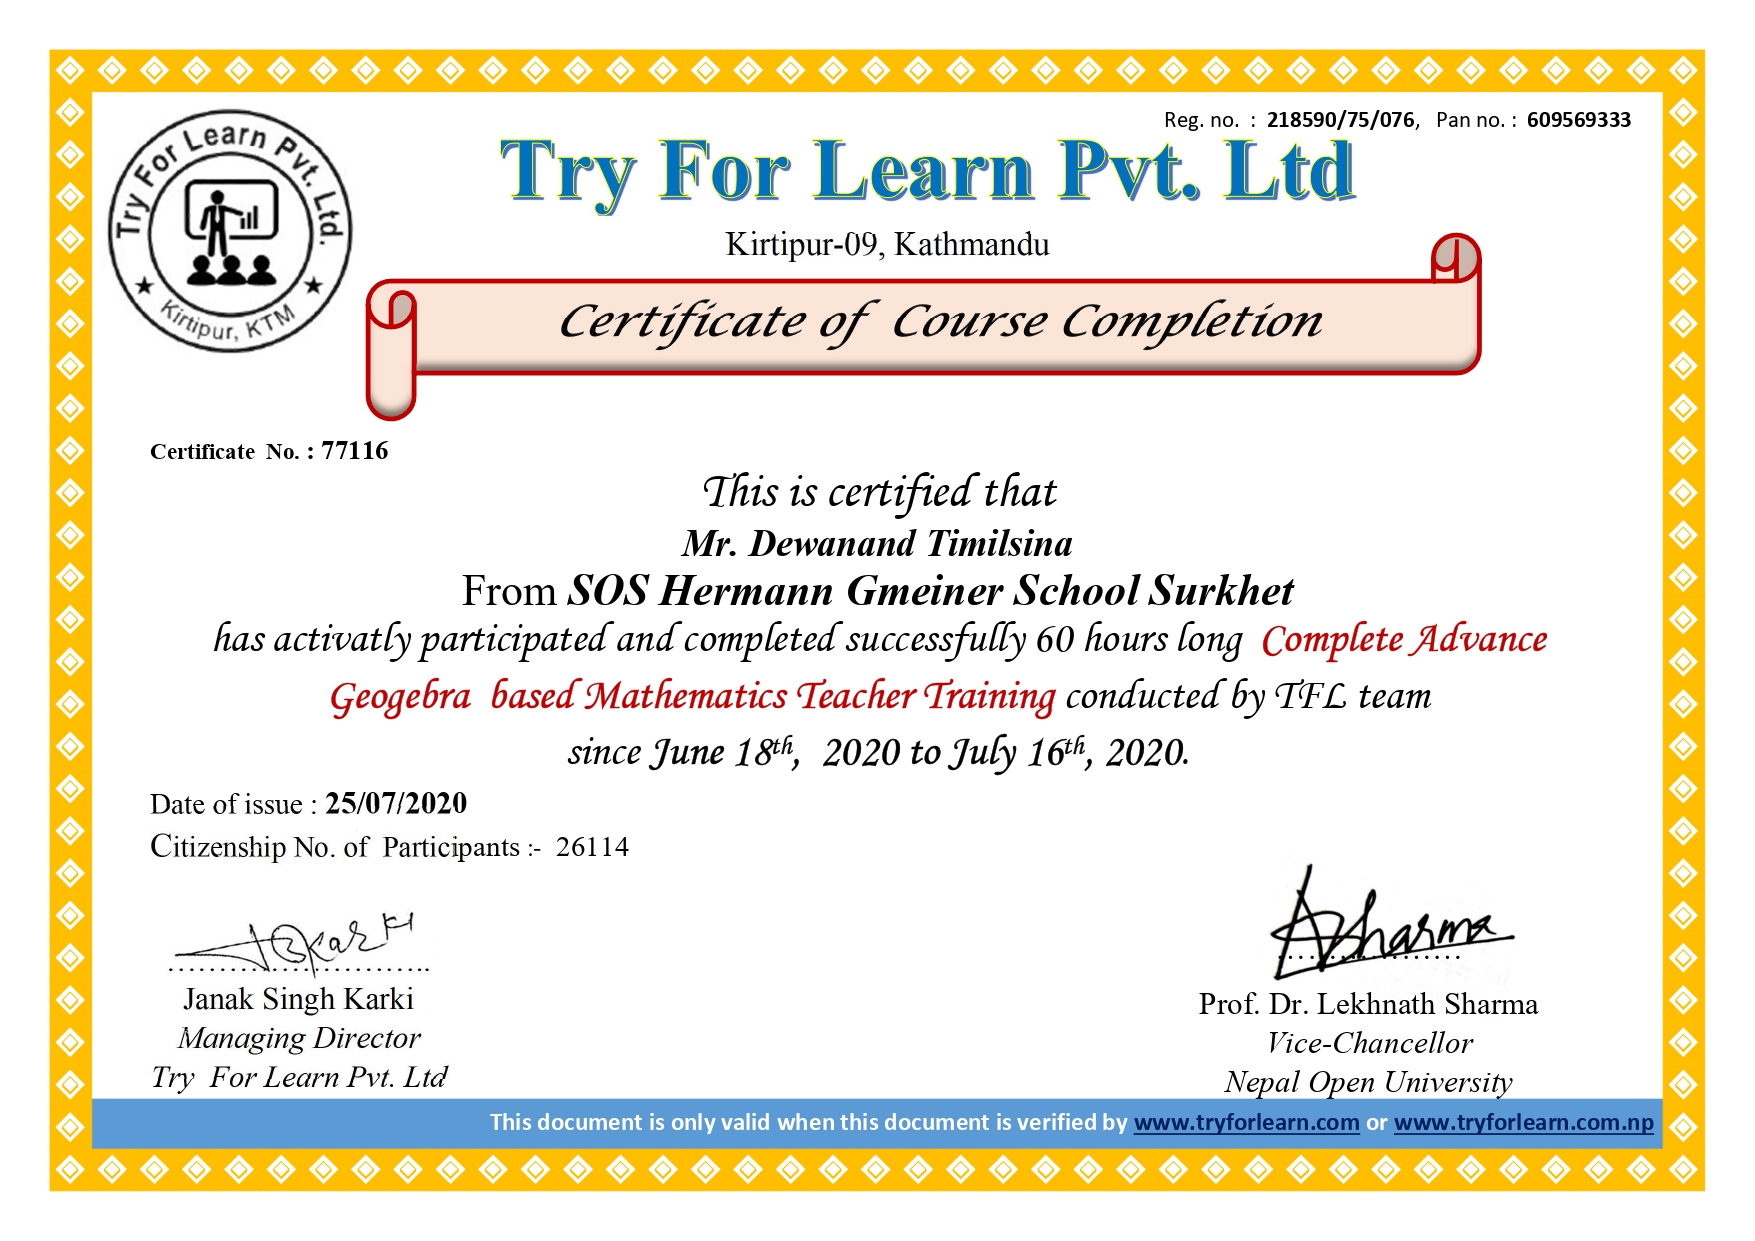 Reg. no. : 218590/75/076, Pan no. : 609569333
Try For Learn Pvt. Ltd.
Kirtipur, KTM
Try For Learn Pvt. Ltd
Kirtipur-09, Kathmandu
Certificate of Course Completion
Certificate No. : 77116
This is certified that
Mr. Dewanand Timilsina
From SOS Hermann Gmeiner School Surkhet
has activatly participated and completed successfully 60 hours long Complete Advance
Geogebra based Mathematics Teacher Training conducted by TFL team
since June 18th, 2020 to July 16th, 2020.
Date of issue : 25/07/2020
Citizenship No. of Participants :- 26114
Janak Singh Karki
Managing Director
Try For Learn Pvt. Ltd
Prof. Dr. Lekhnath Sharma
Vice-Chancellor
Nepal Open University
This document is only valid when this document is verified by www.tryforlearn.com or www.tryforlearn.com.np